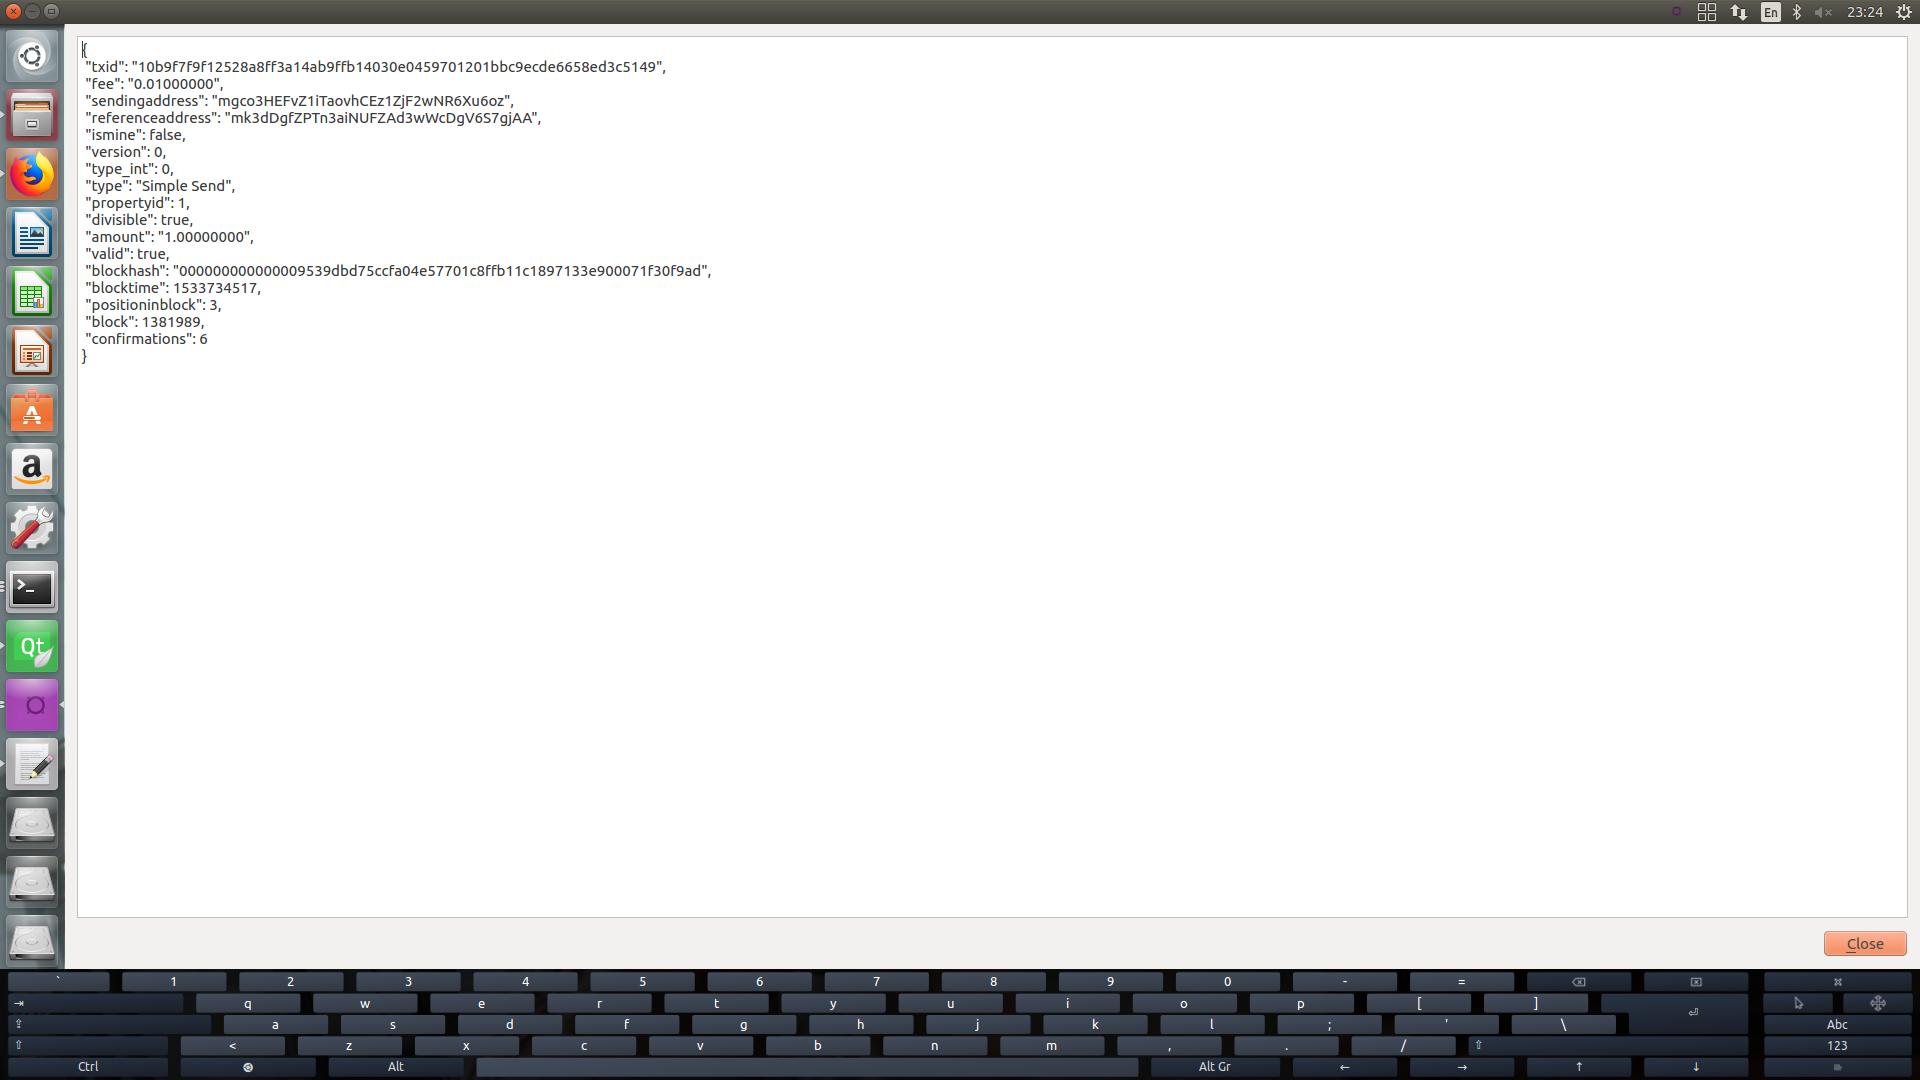 En
23:24
{
"txid": "10b9f7f9f12528a8ff3a14ab9ffb14030e0459701201bbc9ecde6658ed3c5149",
"fee": "0.01000000",
"sendingaddress": "mgco3HEFvZ1iTaovhCEz1ZjF2wNR6Xu6oz",
"referenceaddress": "mk3dDgfZPTn3aiNUFZAd3wWcDgV6S7gjAA",
"ismine": false,
"version": 0,
"type_int": 0,
"type": "Simple Send",
"propertyid": 1,
"divisible": true,
"amount": "1.00000000",
"valid": true,
"blockhash": "000000000000009539dbd75ccfa04e57701c8ffb11c1897133e900071f30f9ad",
"blocktime": 1533734517,
"positioninblock": 3,
"block": 1381989,
"confirmations": 6
}
A
a
>_
Qt
Close
` 1 2 3 4 5 6 7 8 9 0 - =
q w e r t y u i o p [ ]
a s d f g h j k l ; ' \ Abc
< z x c v b n m , . / 123
Ctrl Alt Alt Gr ← → ↑ ↓